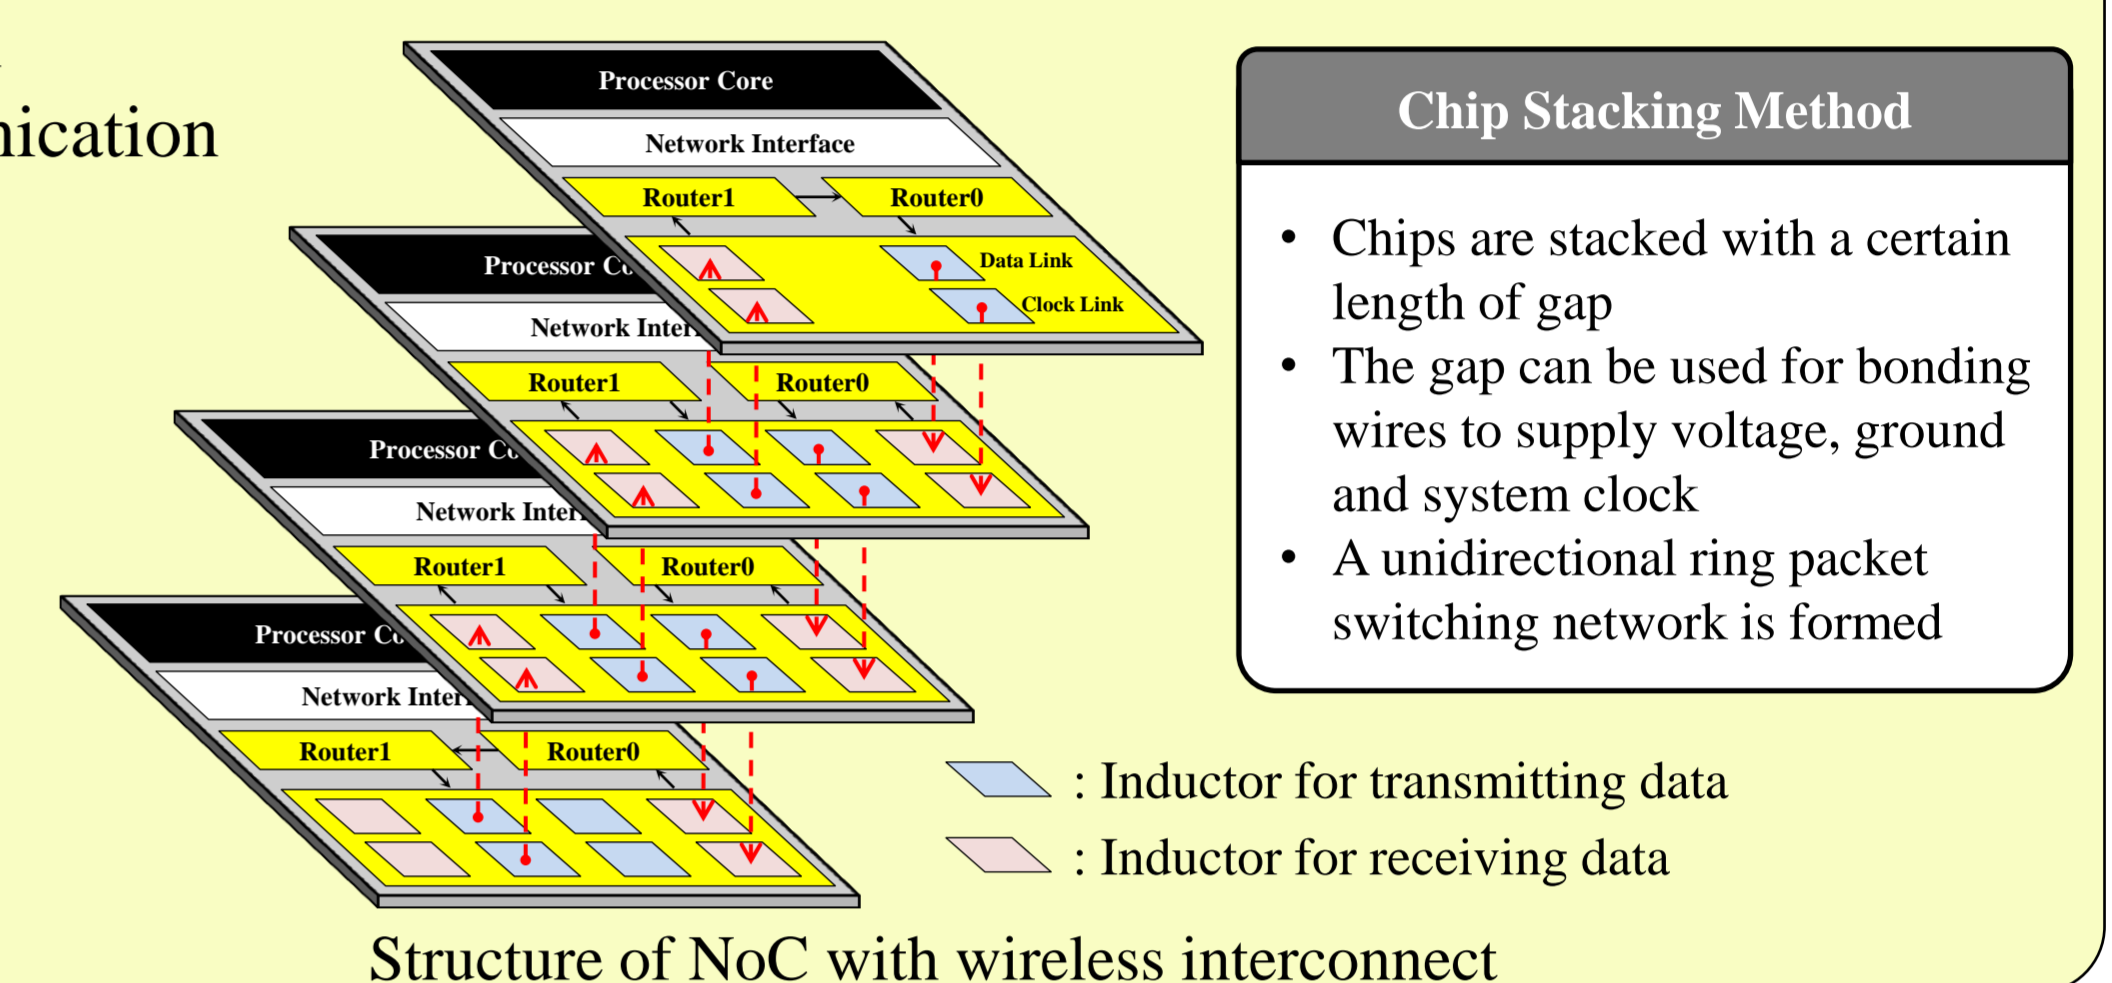 nication
Processor Core
Network Interface
Router1
Router0
Data Link
Clock Link
Processor Co
Network Inter
Router1
Router0
Processor Co
Network Inter
Router1
Router0
Processor Co
Network Inter
Router1
Router0
: Inductor for transmitting data
: Inductor for receiving data
Structure of NoC with wireless interconnect
Chip Stacking Method
• Chips are stacked with a certain
length of gap
• The gap can be used for bonding
wires to supply voltage, ground
and system clock
• A unidirectional ring packet
switching network is formed